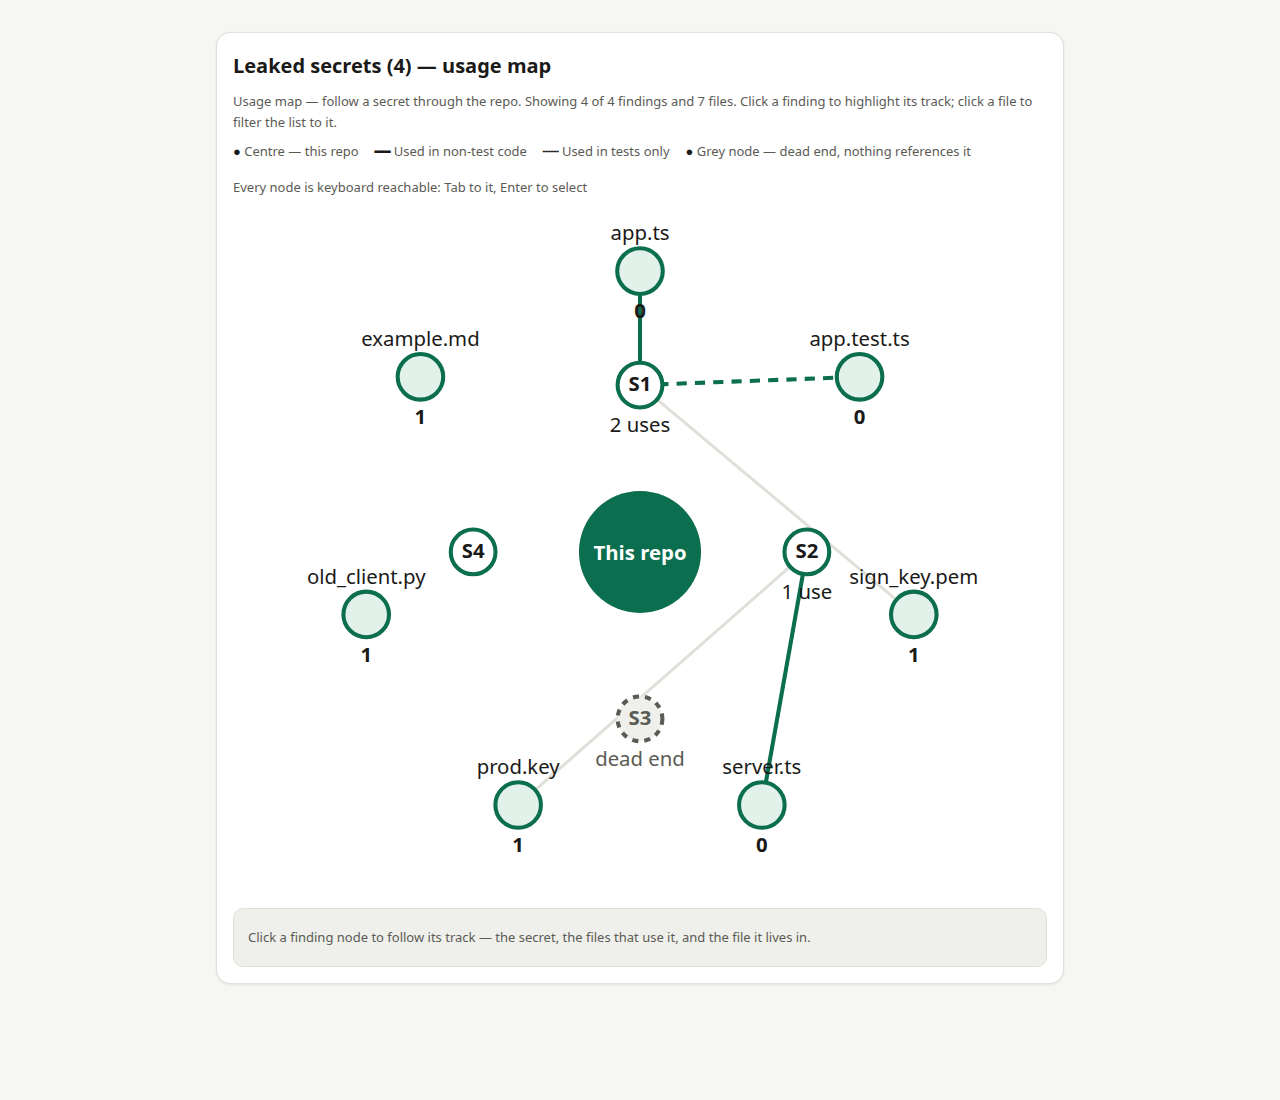 Leaked secrets (4) — usage map
Usage map — follow a secret through the repo. Showing 4 of 4 findings and 7 files. Click a finding to highlight its track; click a file to
filter the list to it.
● Centre — this repo
Used in non-test code
Used in tests only
● Grey node — dead end, nothing references it
Every node is keyboard reachable: Tab to it, Enter to select
app.ts
0
example.md
1
app.test.ts
0
S1
2 uses
S4
This repo
S2
1 use
old_client.py
1
sign_key.pem
1
S3
dead end
prod.key
1
server.ts
0
Click a finding node to follow its track — the secret, the files that use it, and the file it lives in.